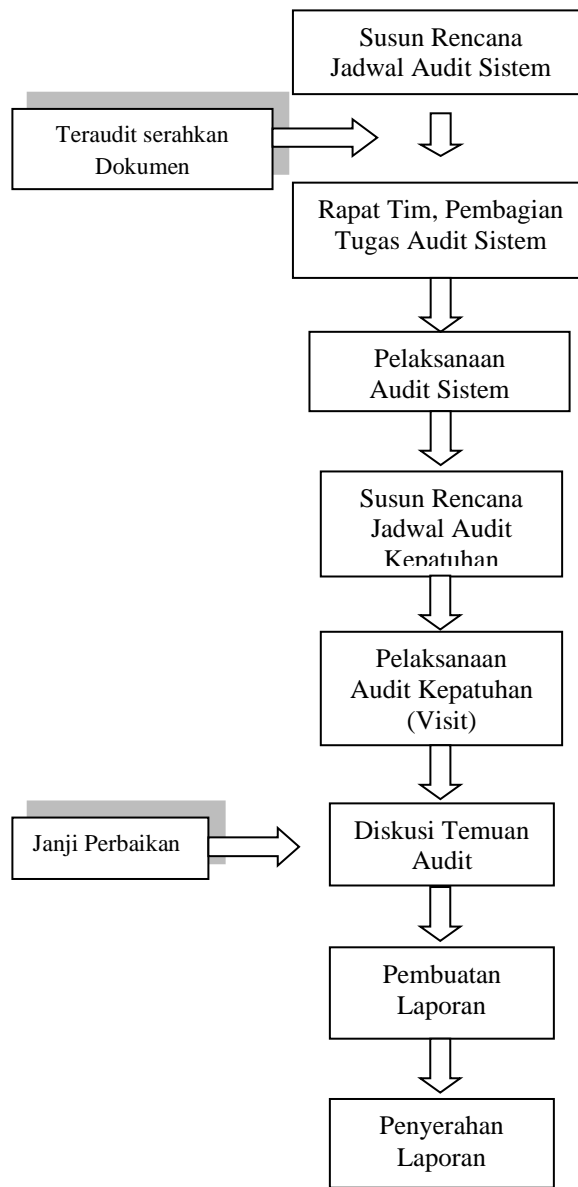 Susun Rencana
Jadwal Audit Sistem
Teraudit serahkan
Dokumen
Rapat Tim, Pembagian
Tugas Audit Sistem
Pelaksanaan
Audit Sistem
Susun Rencana
Jadwal Audit
Kepatuhan
Pelaksanaan
Audit Kepatuhan
(Visit)
Janji Perbaikan
Diskusi Temuan
Audit
Pembuatan
Laporan
Penyerahan
Laporan